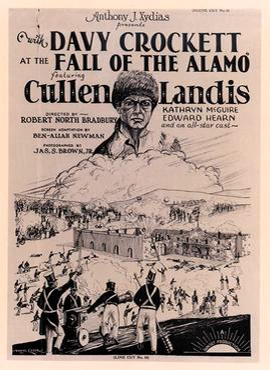 Anthony J. Xydias
presents
With DAVY CROCKETT
AT THE FALL OF THE ALAMO
featuring
Cullen Landis
KATHRYN McGUIRE
EDWARD HEARN
and an all-star cast
DIRECTED BY
ROBERT NORTH BRADBURY
SCREEN ADAPTATION BY
BEN-ALLAH NEWMAN
PHOTOGRAPHED BY
JAS. S. BROWN, JR.